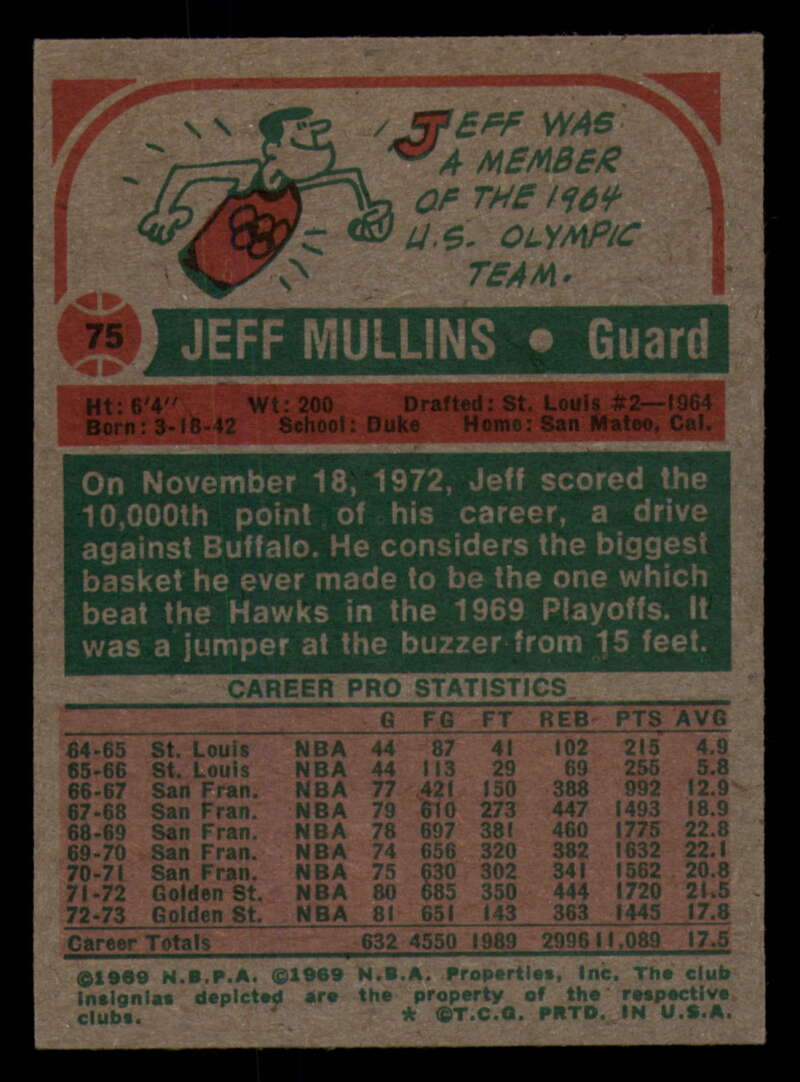 JEFF WAS
A MEMBER
OF THE 1964
U.S. OLYMPIC
TEAM.
75 JEFF MULLINS • Guard
Ht: 6'4" Wt: 200 Drafted: St. Louis #2—1964
Born: 3-18-42 School: Duke Home: San Mateo, Cal.
On November 18, 1972, Jeff scored the
10,000th point of his career, a drive
against Buffalo. He considers the biggest
basket he ever made to be the one which
beat the Hawks in the 1969 Playoffs. It
was a jumper at the buzzer from 15 feet.
CAREER PRO STATISTICS
G FG FT REB PTS AVG
64-65 St. Louis NBA 44 87 41 102 215 4.9
65-66 St. Louis NBA 44 113 29 69 255 5.8
66-67 San Fran. NBA 77 421 150 388 992 12.9
67-68 San Fran. NBA 79 610 273 447 1493 18.9
68-69 San Fran. NBA 78 697 381 460 1775 22.8
69-70 San Fran. NBA 74 656 320 382 1632 22.1
70-71 San Fran. NBA 75 630 302 341 1562 20.8
71-72 Golden St. NBA 80 685 350 444 1720 21.5
72-73 Golden St. NBA 81 651 143 363 1445 17.8
Career Totals 632 4550 1989 2996 11,089 17.5
©1969 N.B.P.A. ©1969 N.B.A. Properties, Inc. The club
insignias depicted are the property of the respective
clubs. * ©T.C.G. PRTD. IN U.S.A.